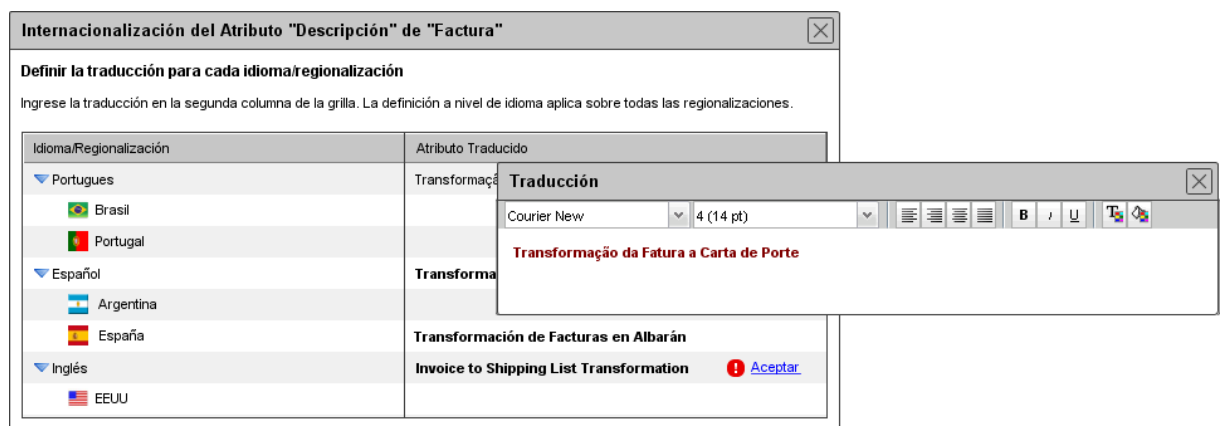 Internacionalización del Atributo "Descripción" de "Factura"
Definir la traducción para cada idioma/regionalización
Ingrese la traducción en la segunda columna de la grilla. La definición a nivel de idioma aplica sobre todas las regionalizaciones.
Idioma/Regionalización Atributo Traducido
Portugues
Brasil
Portugal
Español
Argentina
España Transformación de Facturas en Albarán
Inglés Invoice to Shipping List Transformation Aceptar
EEUU
Traducción
Courier New 4 (14 pt) B I U T
Transformação da Fatura a Carta de Porte